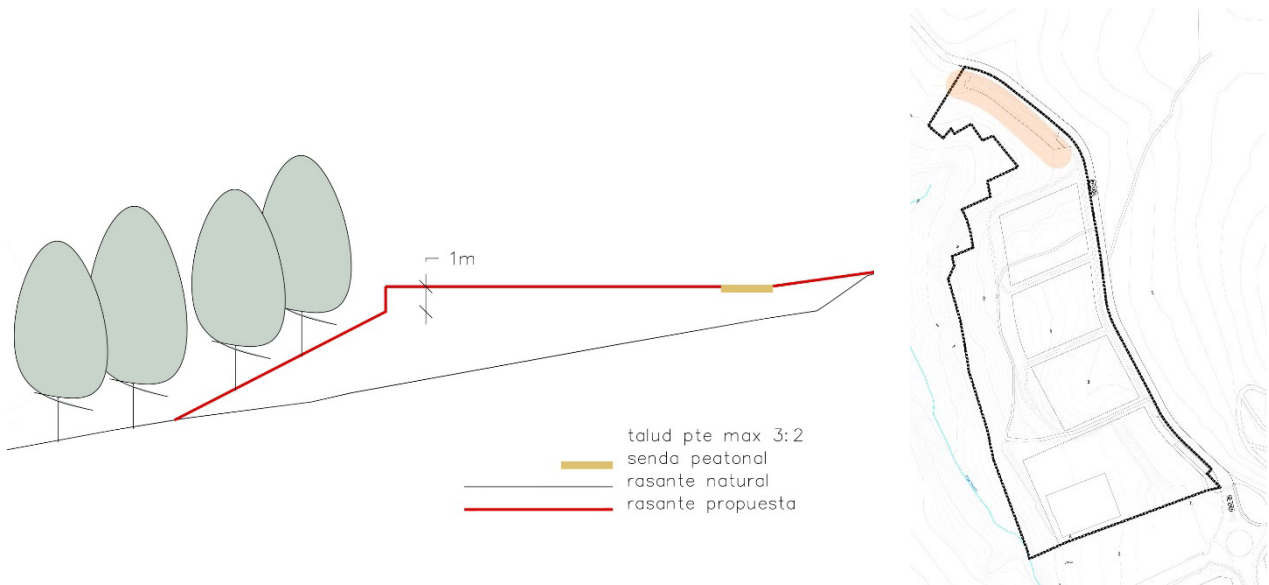 1m
talud pte max 3:2
senda peatonal
rasante natural
rasante propuesta